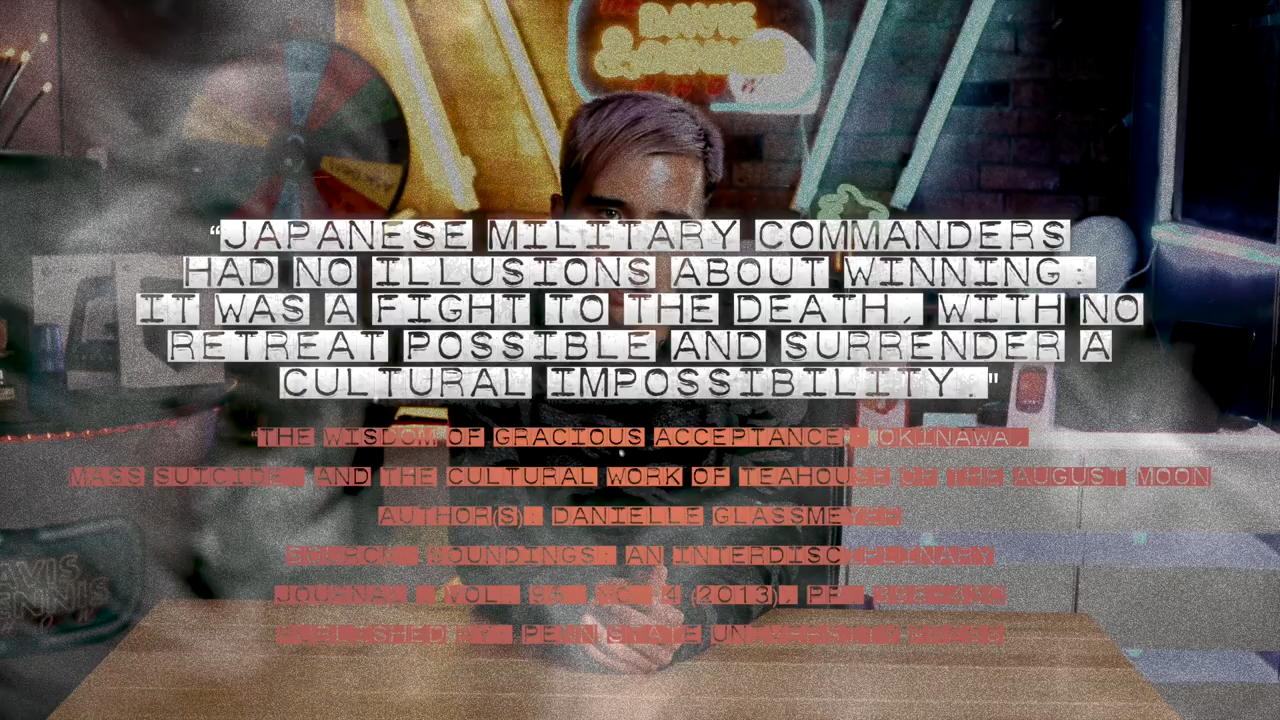 DAVIS
“JAPANESE MILITARY COMMANDERS
HAD NO ILLUSIONS ABOUT WINNING:
IT WAS A FIGHT TO THE DEATH, WITH NO
RETREAT POSSIBLE AND SURRENDER A
CULTURAL IMPOSSIBILITY."
"THE WISDOM OF GRACIOUS ACCEPTANCE": OKINAWA,
MASS SUICIDE, AND THE CULTURAL WORK OF TEAHOUSE OF THE AUGUST MOON
AUTHOR(S): DANIELLE GLASSMEYER
SOURCE: SOUNDINGS: AN INTERDISCIPLINARY
JOURNAL, VOL. 96, NO. 4 (2013), PP.
PUBLISHED BY: PENN STATE UNIVERSITY PRESS